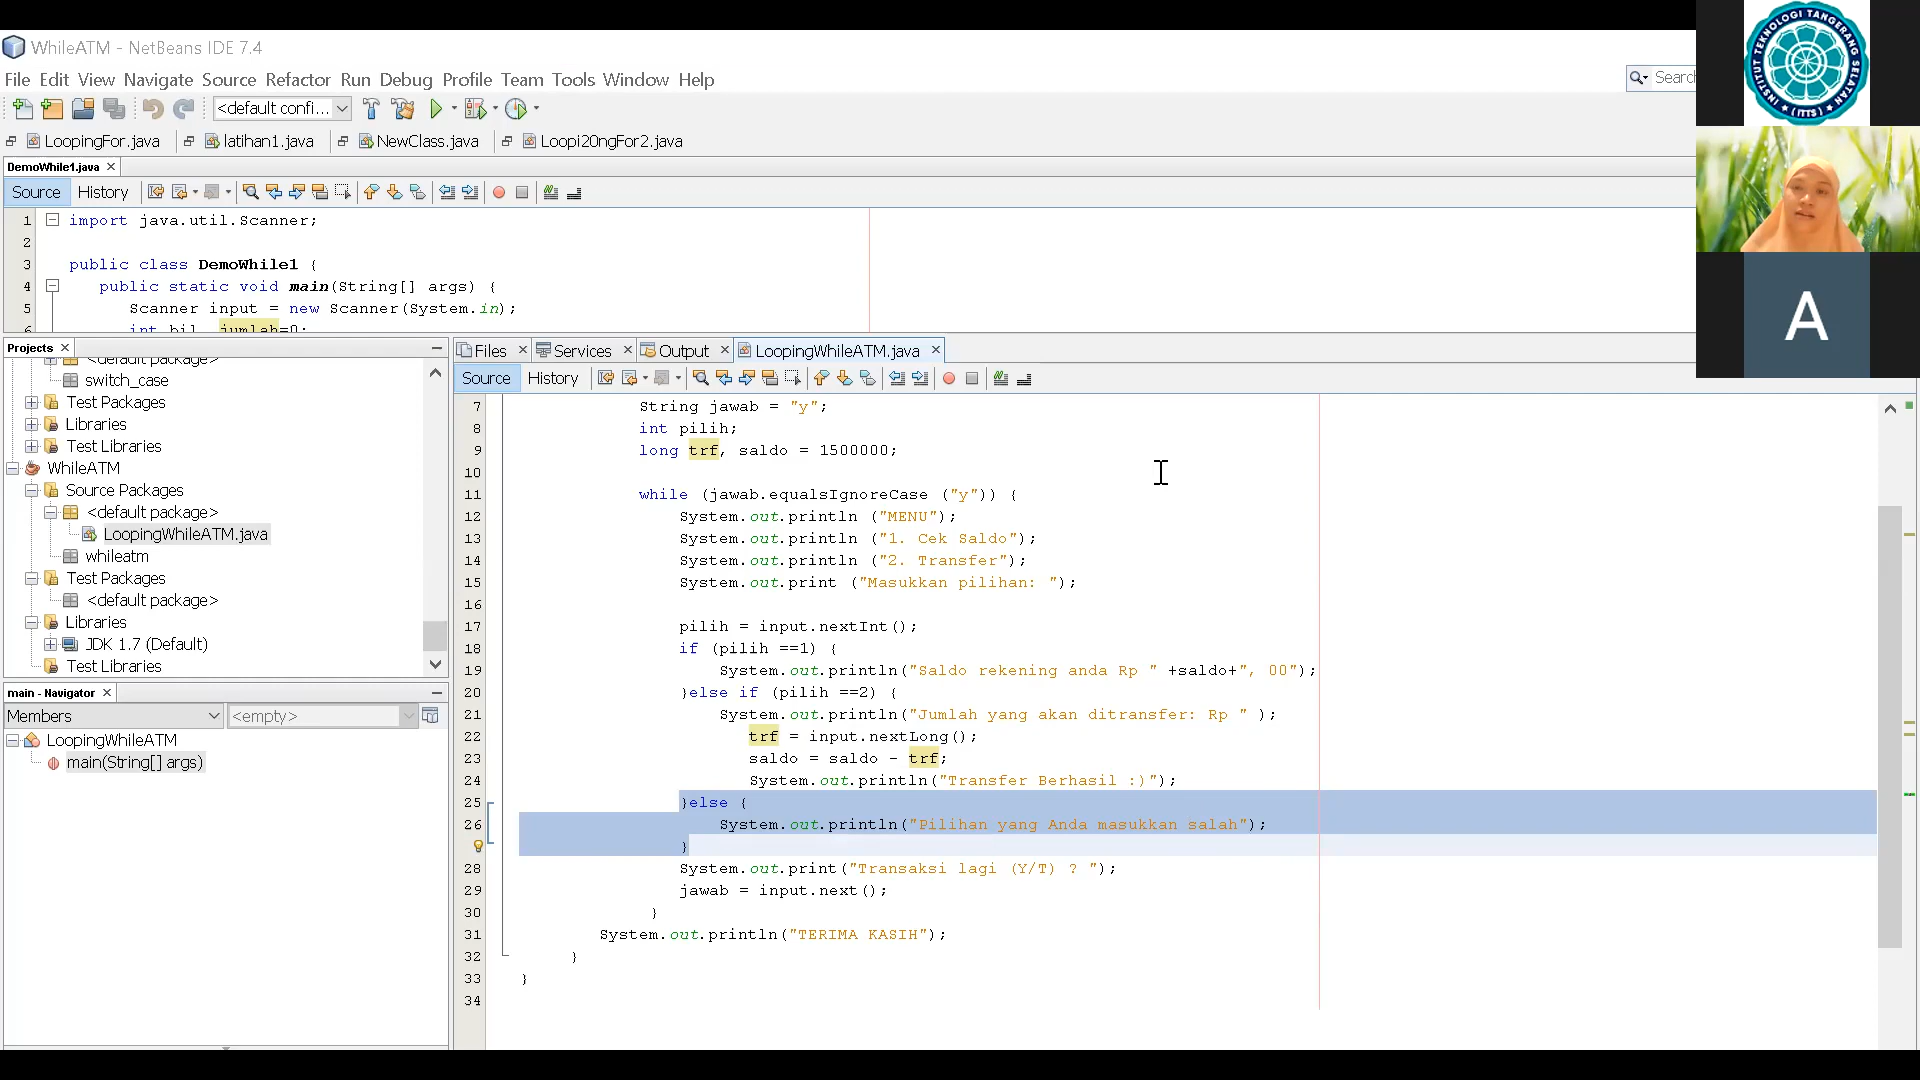 WhileATM - NetBeans IDE 7.4
File Edit View Navigate Source Refactor Run Debug Profile Team Tools Window Help
Search
<default confi...
LoopingFor.java latihan1.java NewClass.java Loopi20ngFor2.java
DemoWhile1.java
Source History
1 import java.util.Scanner;
2
3 public class DemoWhile1 {
4 public static void main(String[] args) {
5 Scanner input = new Scanner(System.in);
6 int bil, jumlah=0;
Projects
<default package>
switch_case
Test Packages
Libraries
Test Libraries
WhileATM
Source Packages
<default package>
LoopingWhileATM.java
whileatm
Test Packages
<default package>
Libraries
JDK 1.7 (Default)
Test Libraries
main - Navigator
Members <empty>
LoopingWhileATM
main(String[] args)
Files Services Output LoopingWhileATM.java
Source History
7 String jawab = "y";
8 int pilih;
9 long trf, saldo = 1500000;
10
11 while (jawab.equalsIgnoreCase ("y")) {
12 System.out.println ("MENU");
13 System.out.println ("1. Cek Saldo");
14 System.out.println ("2. Transfer");
15 System.out.print ("Masukkan pilihan: ");
16
17 pilih = input.nextInt();
18 if (pilih ==1) {
19 System.out.println("Saldo rekening anda Rp " +saldo+", 00");
20 }else if (pilih ==2) {
21 System.out.println("Jumlah yang akan ditransfer: Rp " );
22 trf = input.nextLong();
23 saldo = saldo - trf;
24 System.out.println("Transfer Berhasil :)");
25 }else {
26 System.out.println("Pilihan yang Anda masukkan salah");
}
28 System.out.print("Transaksi lagi (Y/T) ? ");
29 jawab = input.next();
30 }
31 System.out.println("TERIMA KASIH");
32 }
33 }
34
INSTITUT TEKNOLOGI TANGERANG SELATAN
(ITTS)
A